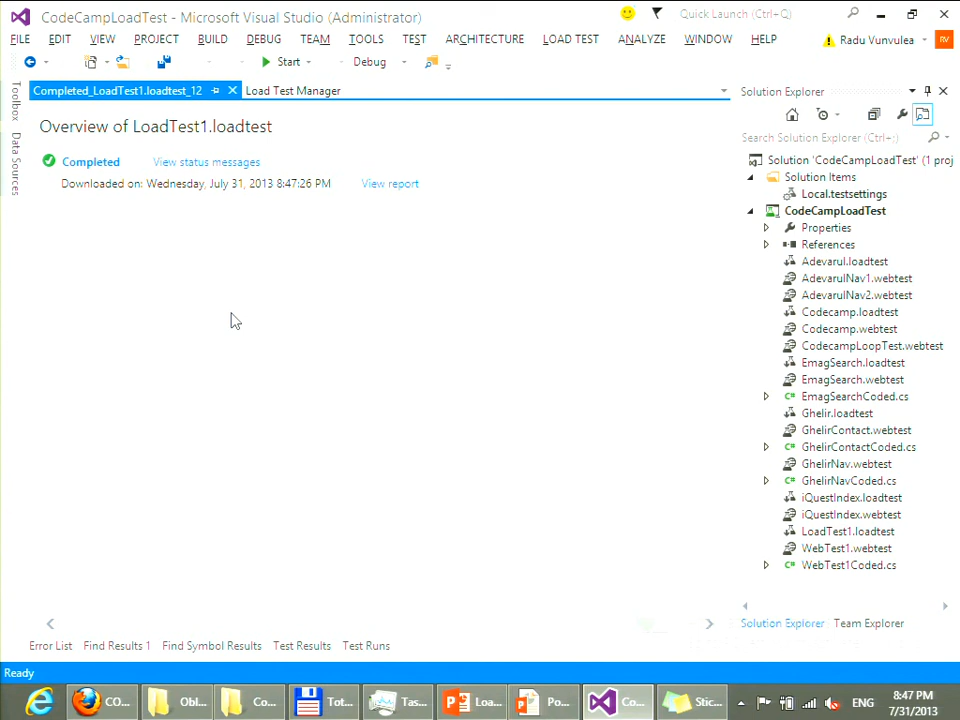 CodeCampLoadTest - Microsoft Visual Studio (Administrator)
Quick Launch (Ctrl+Q)
FILE EDIT VIEW PROJECT BUILD DEBUG TEAM TOOLS TEST ARCHITECTURE LOAD TEST ANALYZE WINDOW HELP
Radu Vunvulea
RV
Start
Debug
Toolbox
Data Sources
Completed_LoadTest1.loadtest_12
Load Test Manager
Overview of LoadTest1.loadtest
Completed
View status messages
Downloaded on: Wednesday, July 31, 2013 8:47:26 PM
View report
Solution Explorer
Search Solution Explorer (Ctrl+;)
Solution 'CodeCampLoadTest' (1 proj
Solution Items
Local.testsettings
CodeCampLoadTest
Properties
References
Adevarul.loadtest
AdevarulNav1.webtest
AdevarulNav2.webtest
Codecamp.loadtest
Codecamp.webtest
CodecampLoopTest.webtest
EmagSearch.loadtest
EmagSearch.webtest
EmagSearchCoded.cs
Ghelir.loadtest
GhelirContact.webtest
GhelirContactCoded.cs
GhelirNav.webtest
GhelirNavCoded.cs
iQuestIndex.loadtest
iQuestIndex.webtest
LoadTest1.loadtest
WebTest1.webtest
WebTest1Coded.cs
Solution Explorer
Team Explorer
Error List
Find Results 1
Find Symbol Results
Test Results
Test Runs
Ready
CO...
Obl...
Co...
Tot...
Tas...
Loa...
Po...
Co...
Stic...
ENG
8:47 PM
7/31/2013